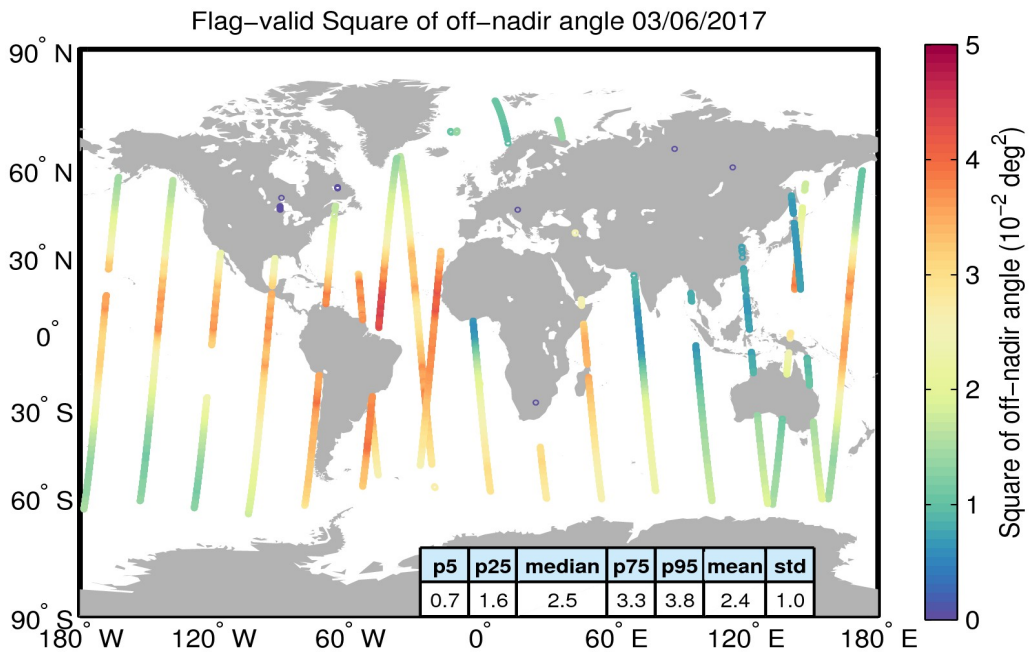 Flag−valid Square of off−nadir angle 03/06/2017
90° N
60° N
30° N
0°
30° S
60° S
90° S
180° W
120° W
60° W
0°
60° E
120° E
180° E
p5 p25 median p75 p95 mean std
0.7 1.6 2.5 3.3 3.8 2.4 1.0
5
4
3
2
1
0
Square of off−nadir angle (10⁻² deg²)